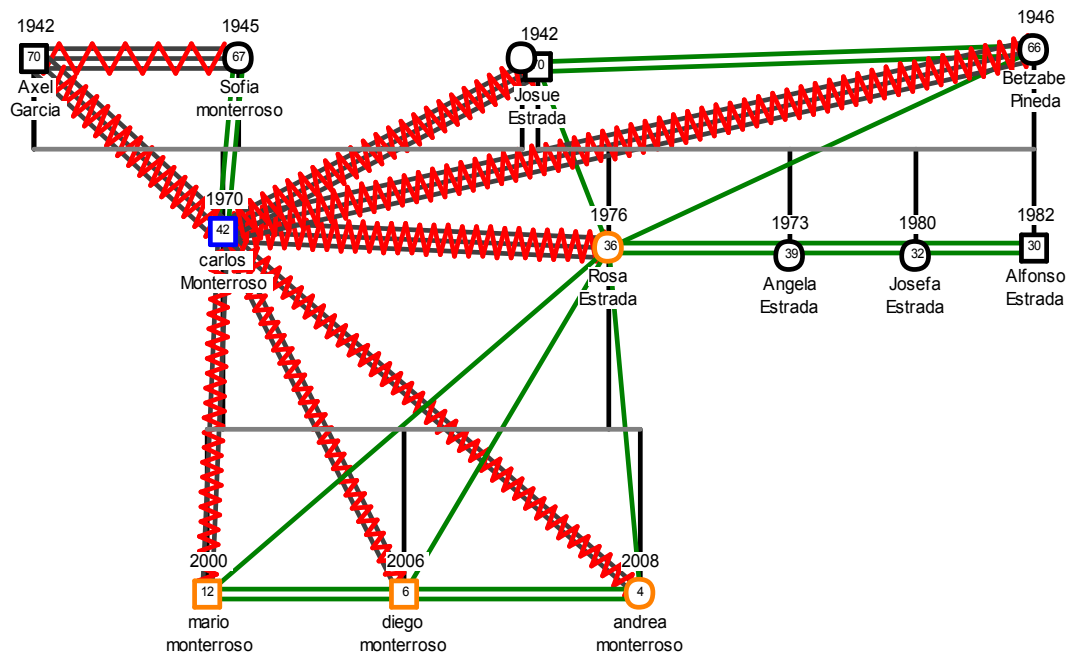 1942
1945
1942
1946
70
67
0
66
Axel
Garcia
Sofia
monterroso
Josue
Estrada
Betzabe
Pineda
1970
1976
1973
1980
1982
42
36
39
32
30
carlos
Monterroso
Rosa
Estrada
Angela
Estrada
Josefa
Estrada
Alfonso
Estrada
2000
2006
2008
12
6
4
mario
monterroso
diego
monterroso
andrea
monterroso